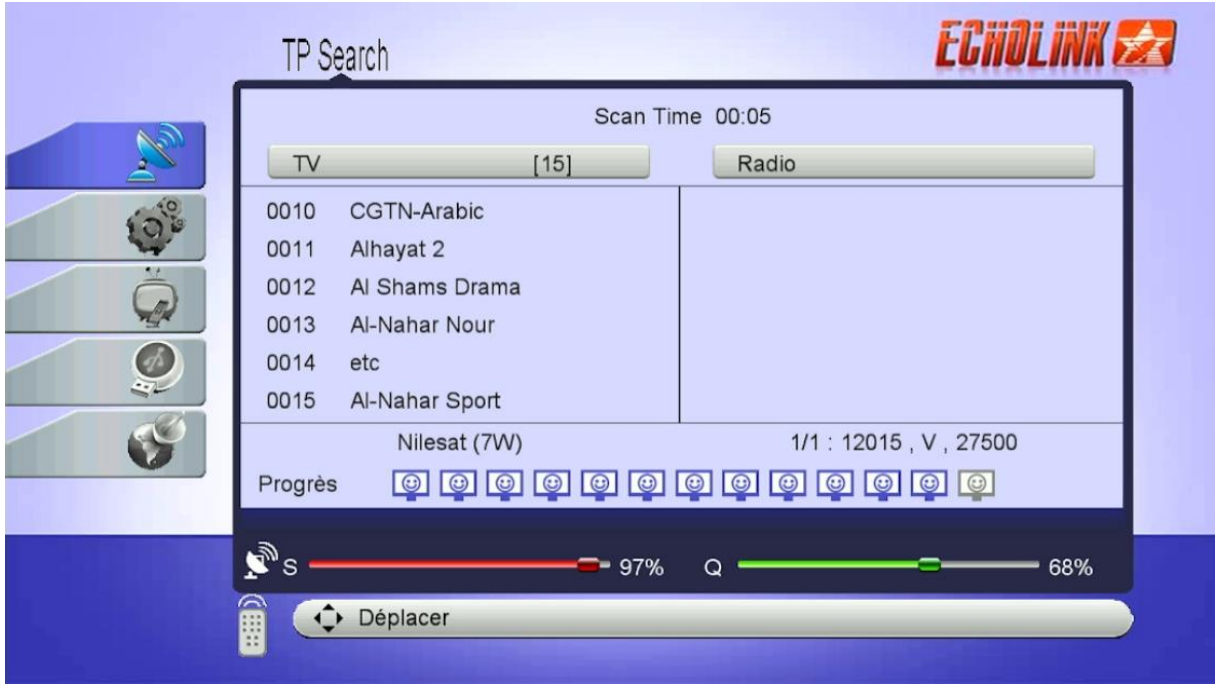 TP Search
ECHOLINK
Scan Time 00:05
TV [15] Radio
0010 CGTN-Arabic
0011 Alhayat 2
0012 Al Shams Drama
0013 Al-Nahar Nour
0014 etc
0015 Al-Nahar Sport
Nilesat (7W) 1/1 : 12015 , V , 27500
Progrès
S 97% Q 68%
Déplacer